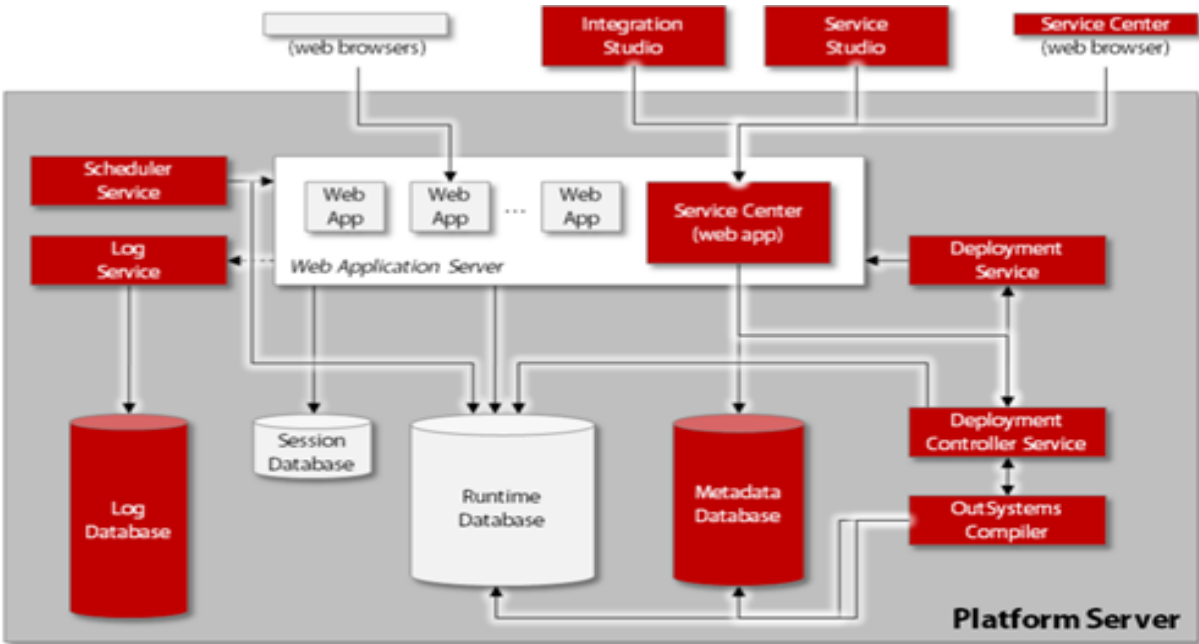 (web browsers)
Integration
Studio
Service
Studio
Service Center
(web browser)
Scheduler
Service
Web
App
Web
App
...
Web
App
Service Center
(web app)
Log
Service
Web Application Server
Deployment
Service
Session
Database
Deployment
Controller Service
Log
Database
Runtime
Database
Metadada
Database
OutSystems
Compiler
Platform Server